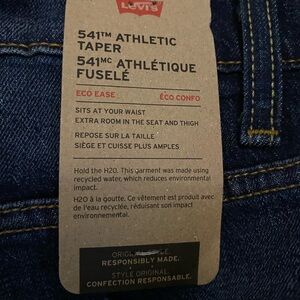 LEVI'S
541™ ATHLETIC
TAPER
541ᴹᶜ ATHLÉTIQUE
FUSELÉ
ECO EASE
ÉCO CONFO
SITS AT YOUR WAIST
EXTRA ROOM IN THE SEAT AND THIGH
REPOSE SUR LA TAILLE
SIÈGE ET CUISSE PLUS AMPLES
Hold the H2O. This garment was made using
recycled water, which reduces environmental
impact.
H2O à la goutte. Ce vêtement est produit avec
de l'eau recyclée, réduisant son impact
environnemental.
RESPONSIBLY MADE.
STYLE ORIGINAL
CONFECTION RESPONSABLE.